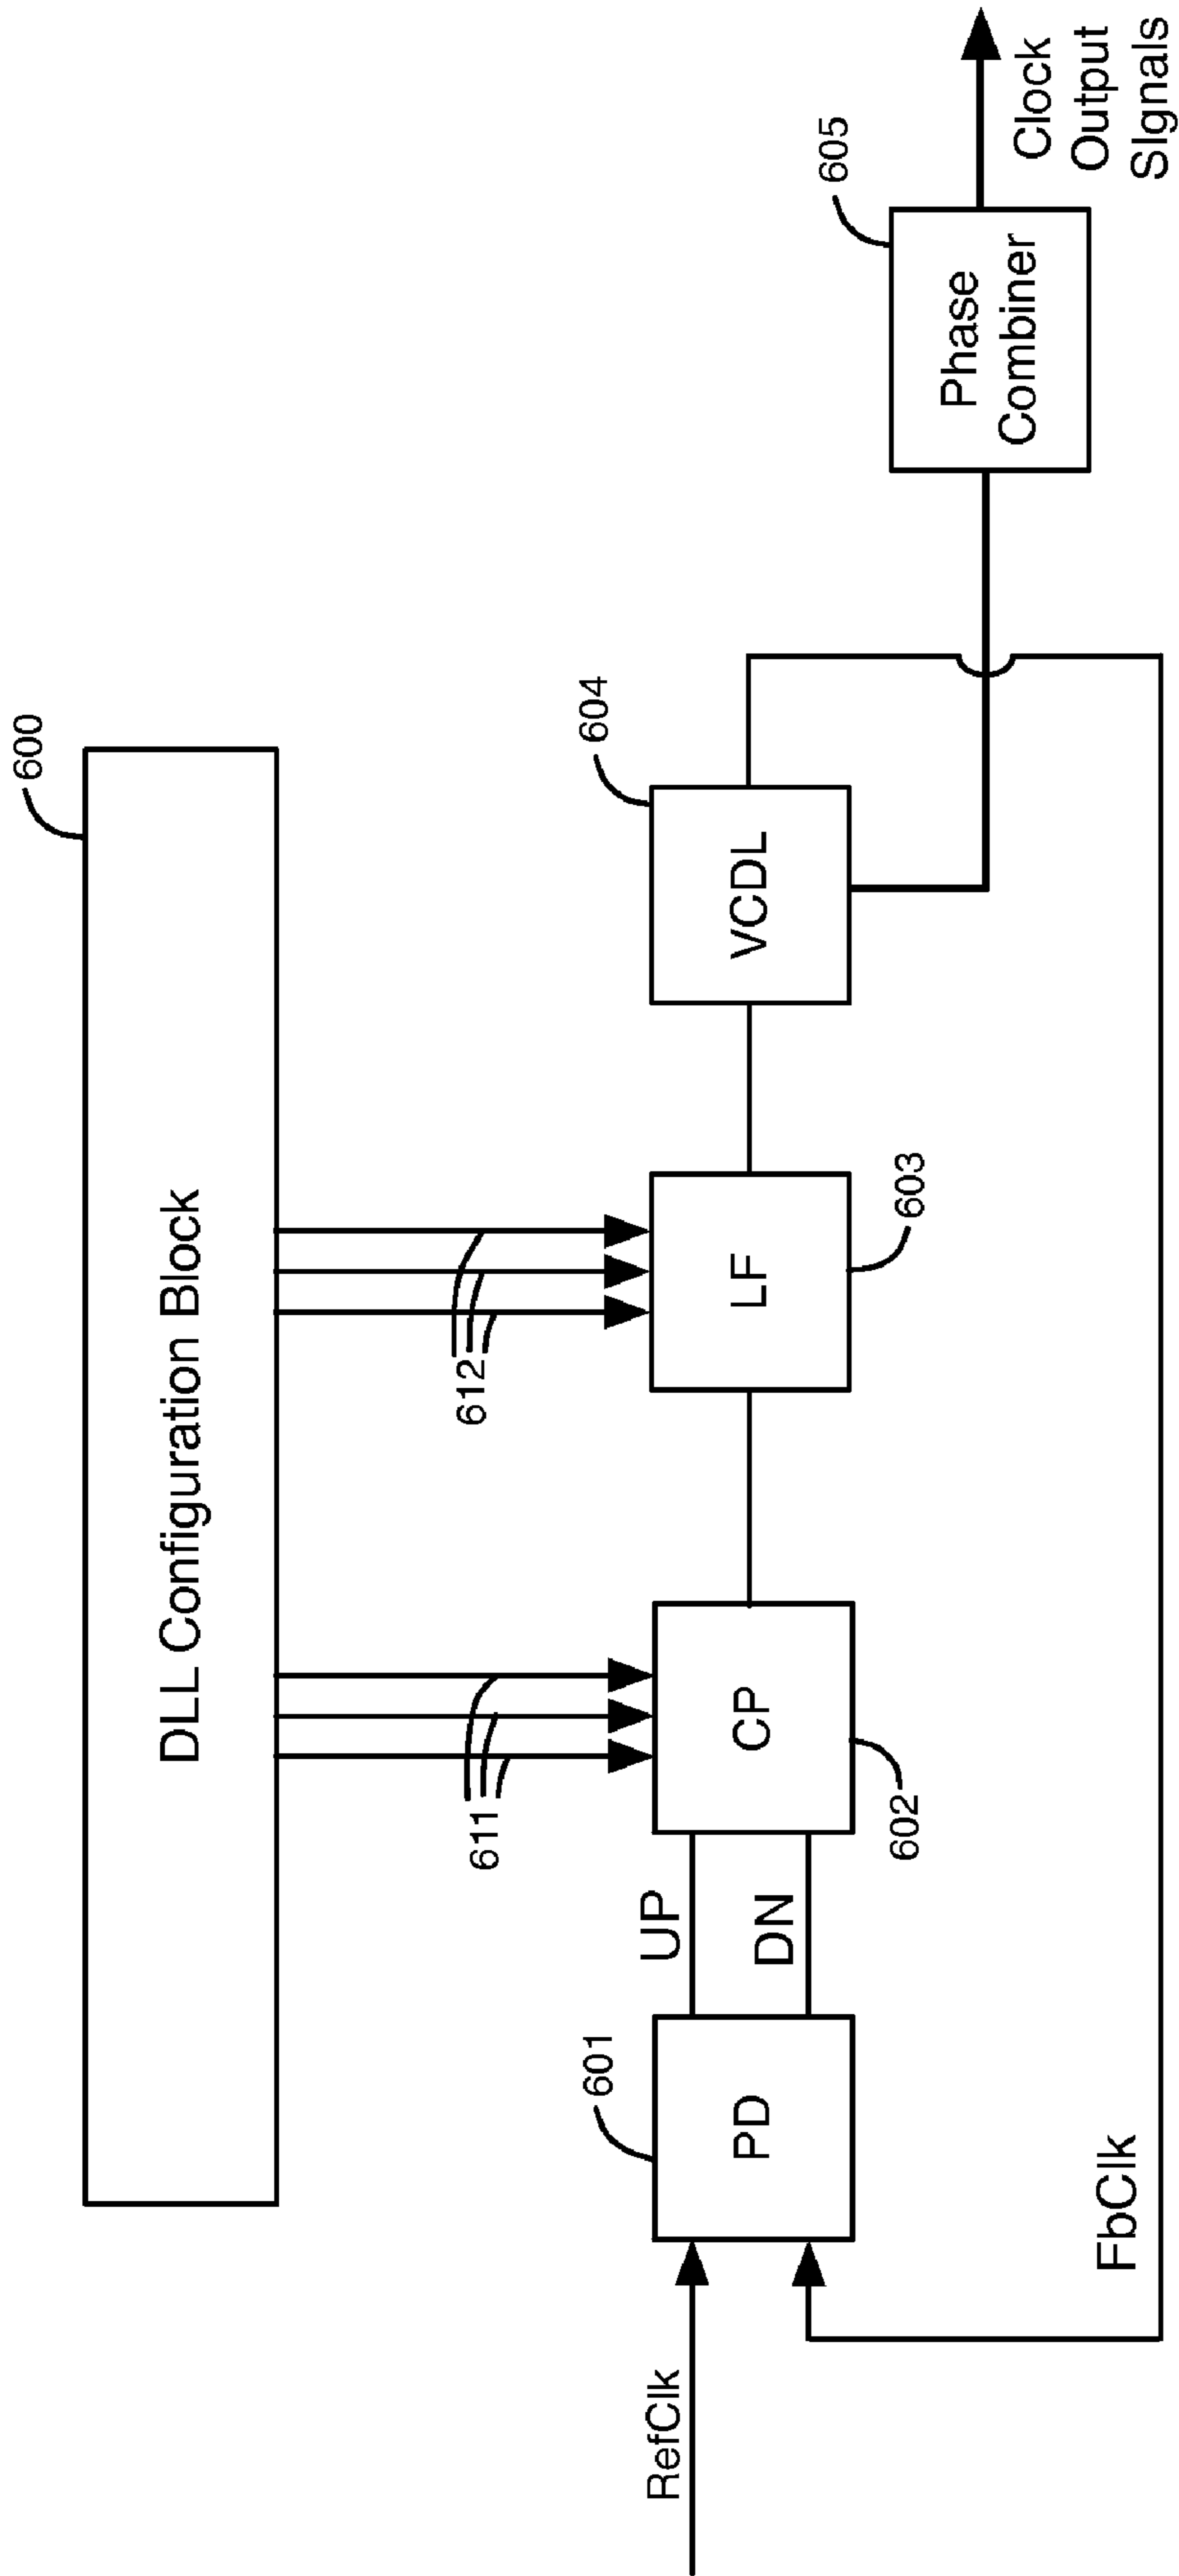 600
DLL Configuration Block
611
612
RefClk
601
PD
UP
DN
CP
602
LF
603
604
VCDL
605
Phase
Combiner
Clock
Output
SIgnals
FbClk